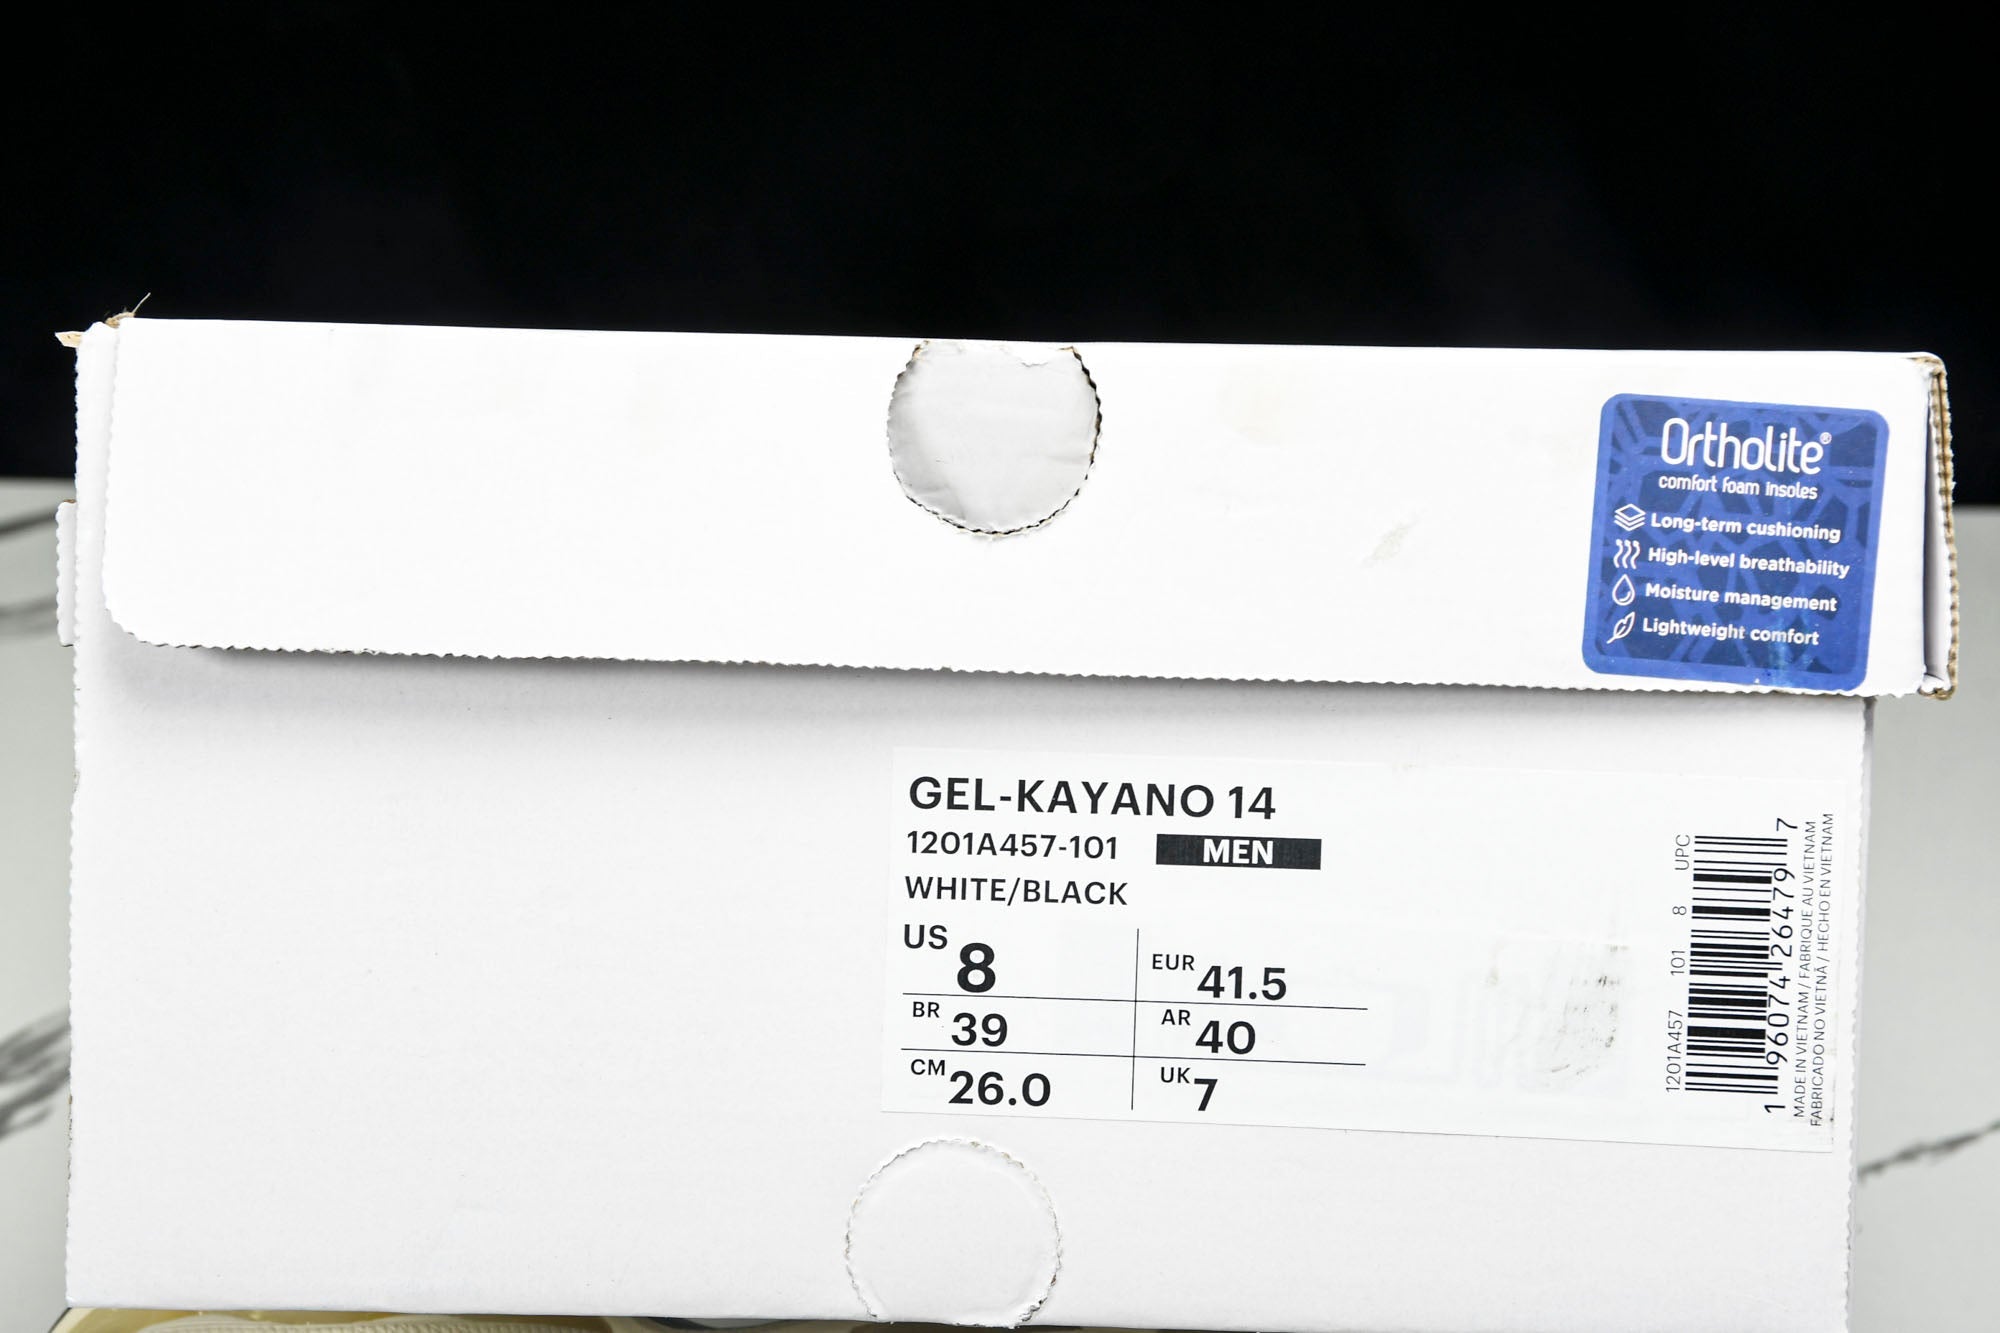 Ortholite®
comfort foam insoles
Long-term cushioning
High-level breathability
Moisture management
Lightweight comfort
GEL-KAYANO 14
1201A457-101 MEN
WHITE/BLACK
US 8 EUR 41.5
BR 39 AR 40
CM 26.0 UK 7
1201A457 101 8 UPC
1 96074 26479 7
MADE IN VIETNAM / FABRIQUE AU VIETNAM
FABRICADO NO VIETNÃ / HECHO EN VIETNAM